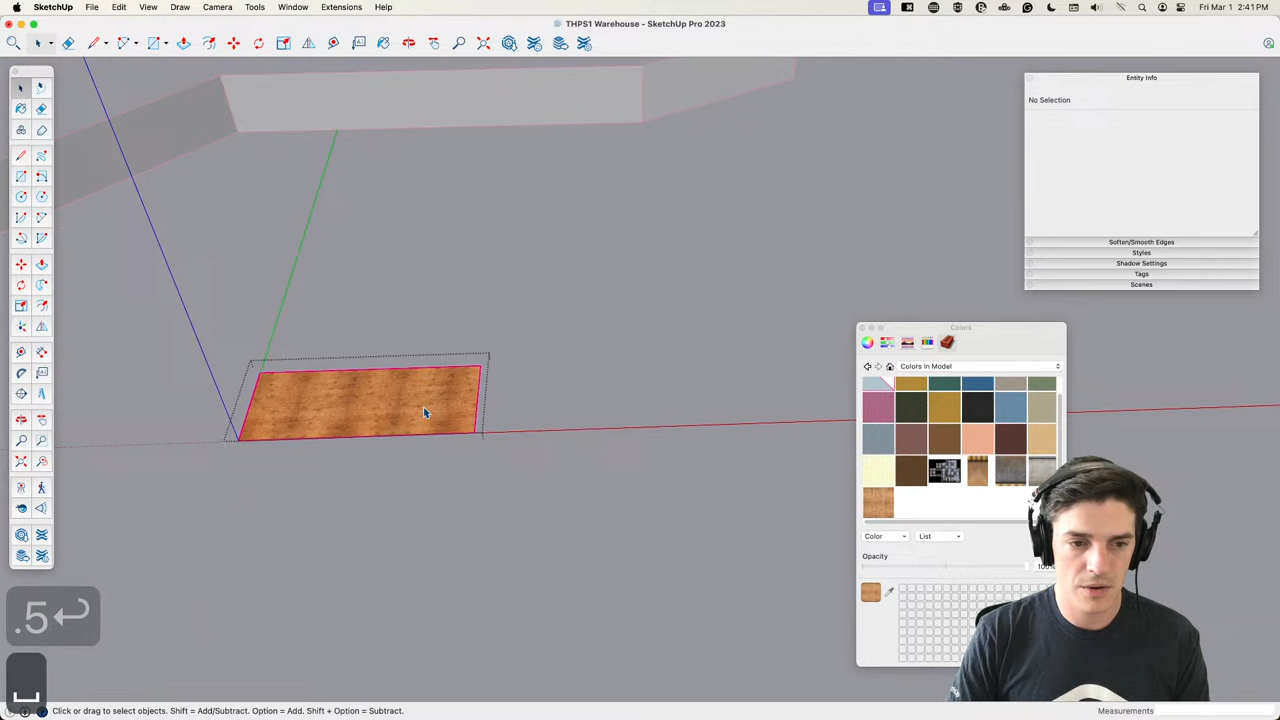 SketchUp File Edit View Draw Camera Tools Window Extensions Help
Fri Mar 1 2:41 PM
THPS1 Warehouse - SketchUp Pro 2023
Entity Info
No Selection
Soften/Smooth Edges
Styles
Shadow Settings
Tags
Scenes
Colors
Colors In Model
Color
List
Opacity
100%
.5
Click or drag to select objects. Shift = Add/Subtract. Option = Add. Shift + Option = Subtract.
Measurements